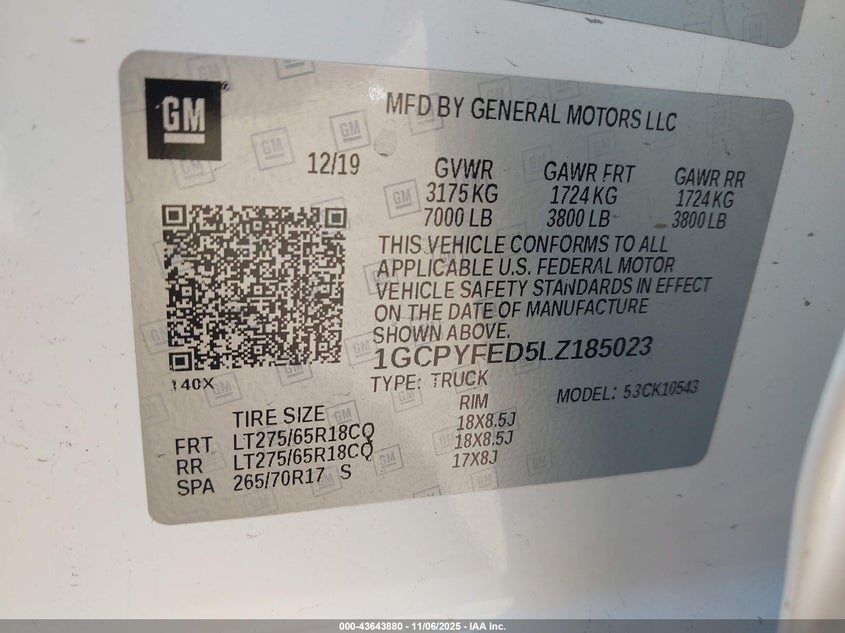 GM
MFD BY GENERAL MOTORS LLC
12/19
GVWR GAWR FRT GAWR RR
3175 KG 1724 KG 1724 KG
7000 LB 3800 LB 3800 LB
THIS VEHICLE CONFORMS TO ALL
APPLICABLE U.S. FEDERAL MOTOR
VEHICLE SAFETY STANDARDS IN EFFECT
ON THE DATE OF MANUFACTURE
SHOWN ABOVE.
1GCPYFED5LZ185023
140X
TYPE: TRUCK MODEL: 53CK10543
TIRE SIZE RIM
FRT LT275/65R18CQ 18X8.5J
RR LT275/65R18CQ 18X8.5J
SPA 265/70R17 S 17X8J
000-43643880 - 11/06/2025 - IAA Inc.